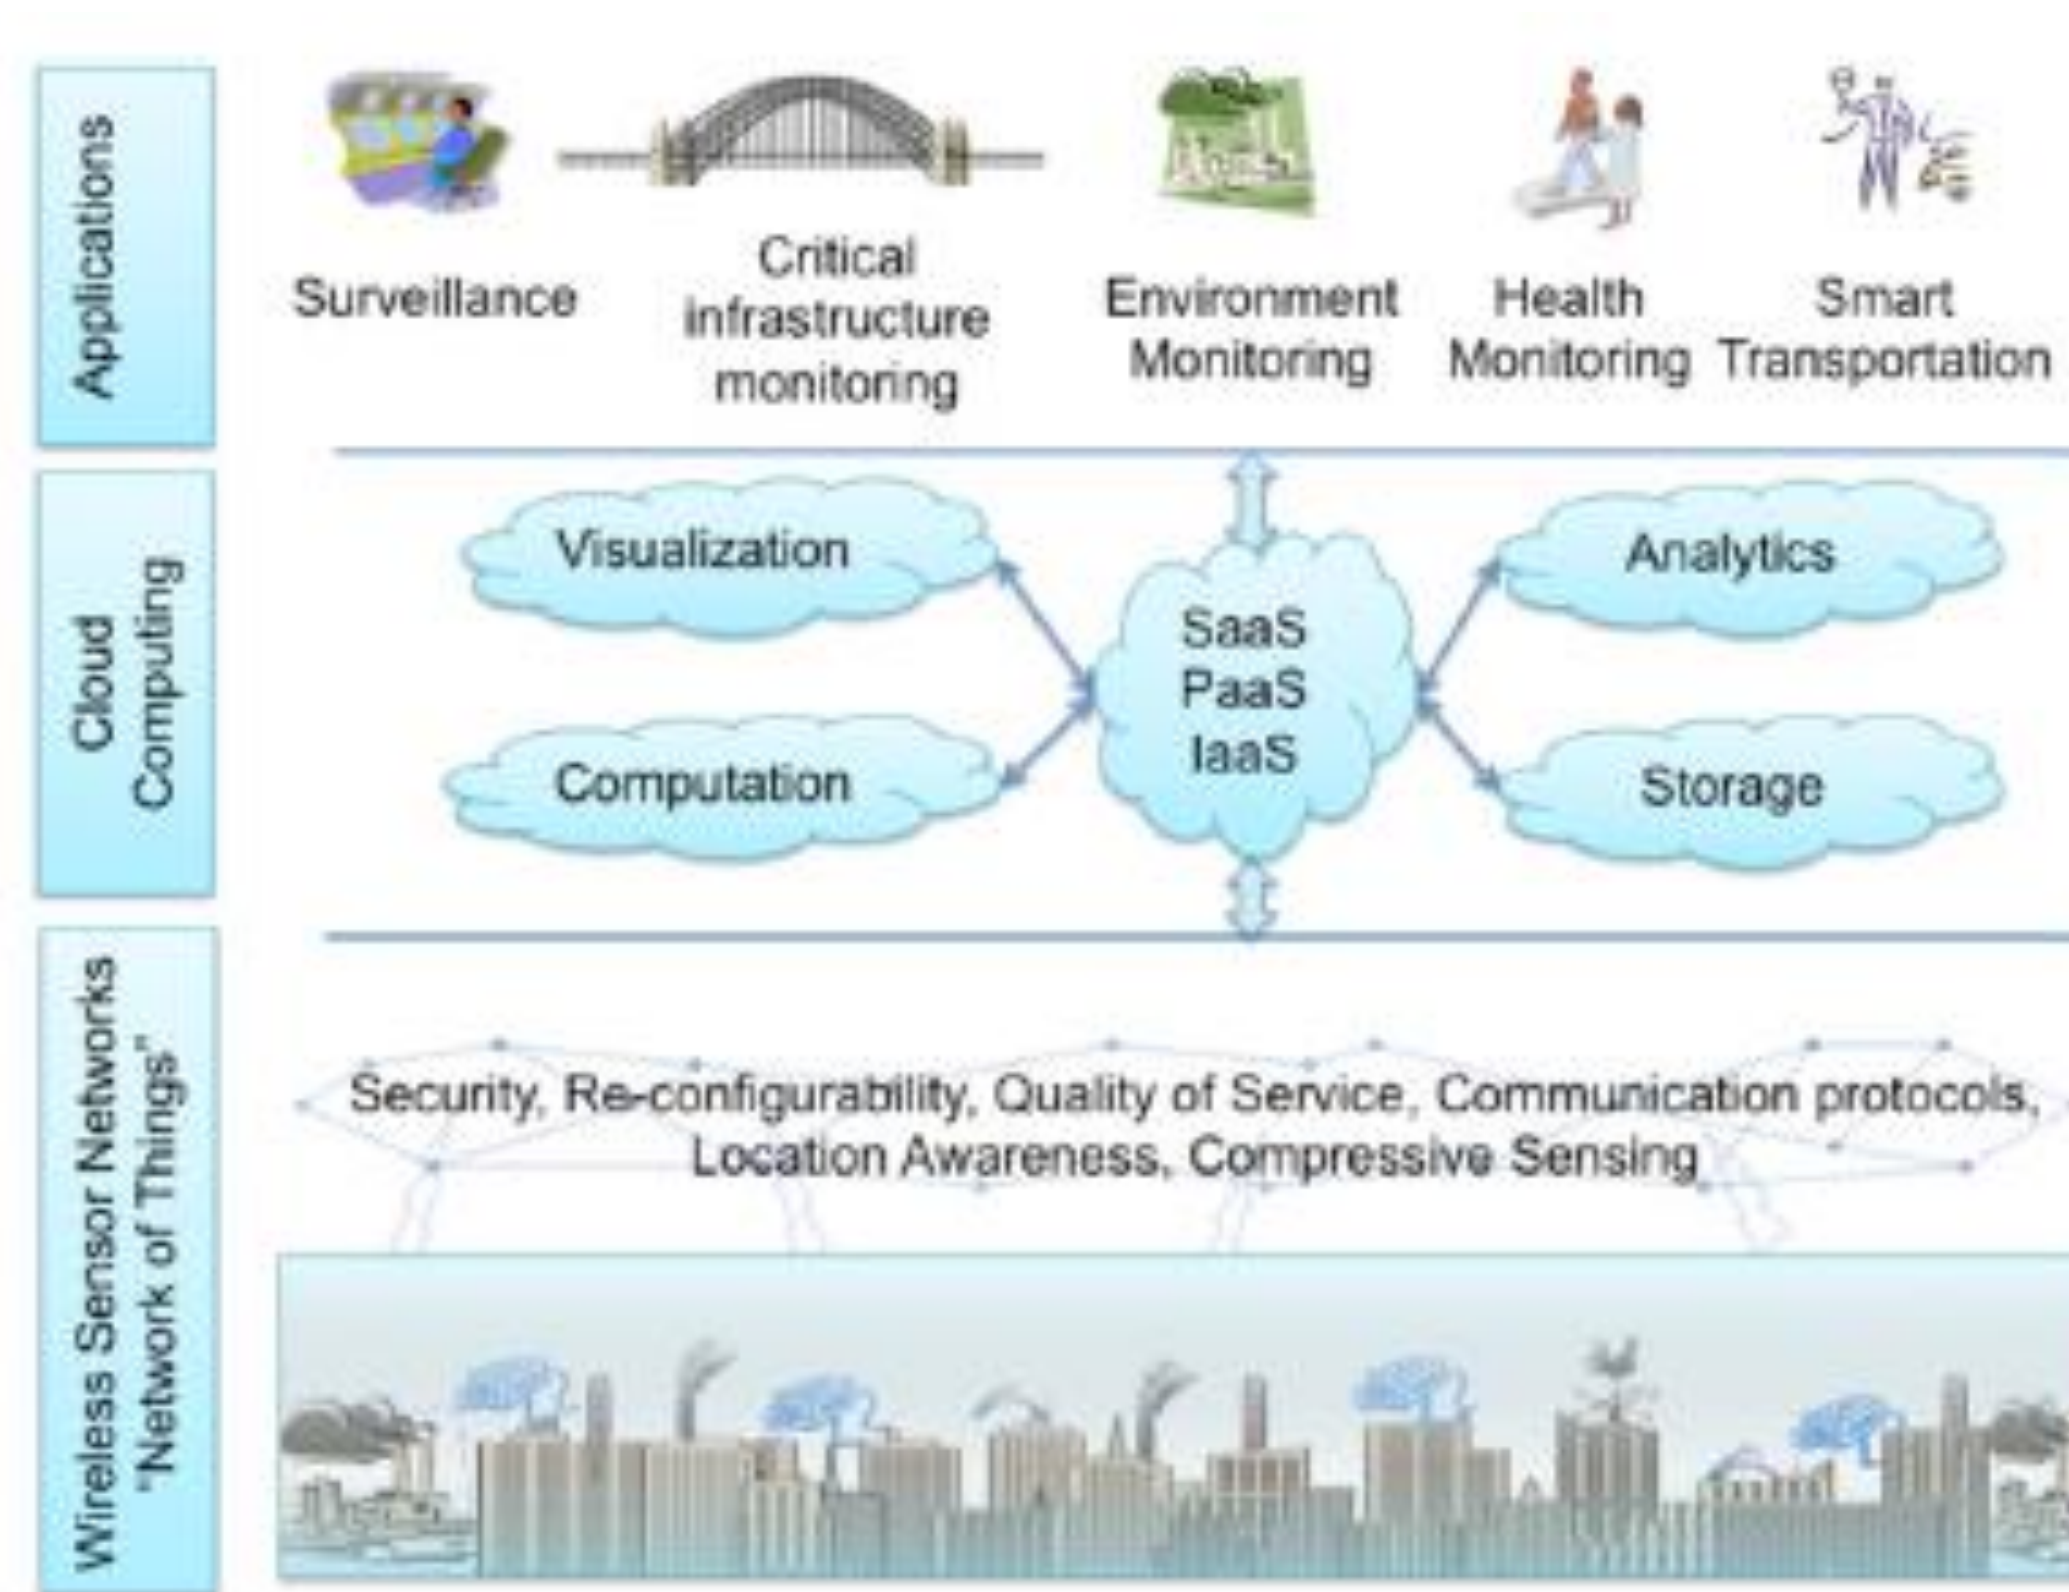 Applications
Surveillance
Critical
infrastructure
monitoring
Environment
Monitoring
Health
Monitoring
Smart
Transportation
Cloud
Computing
Visualization
Computation
SaaS
PaaS
IaaS
Analytics
Storage
Wireless Sensor Networks
"Network of Things"
Security, Re-configurability, Quality of Service, Communication protocols,
Location Awareness, Compressive Sensing